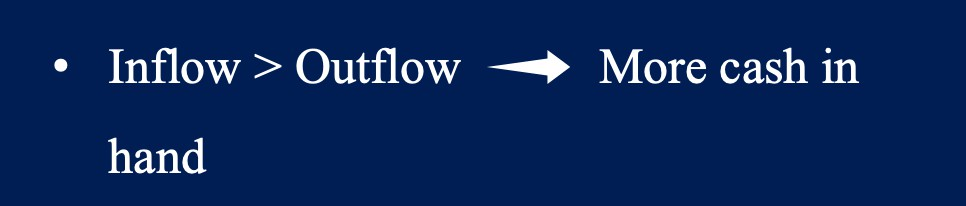 • Inflow > Outflow → More cash in
hand